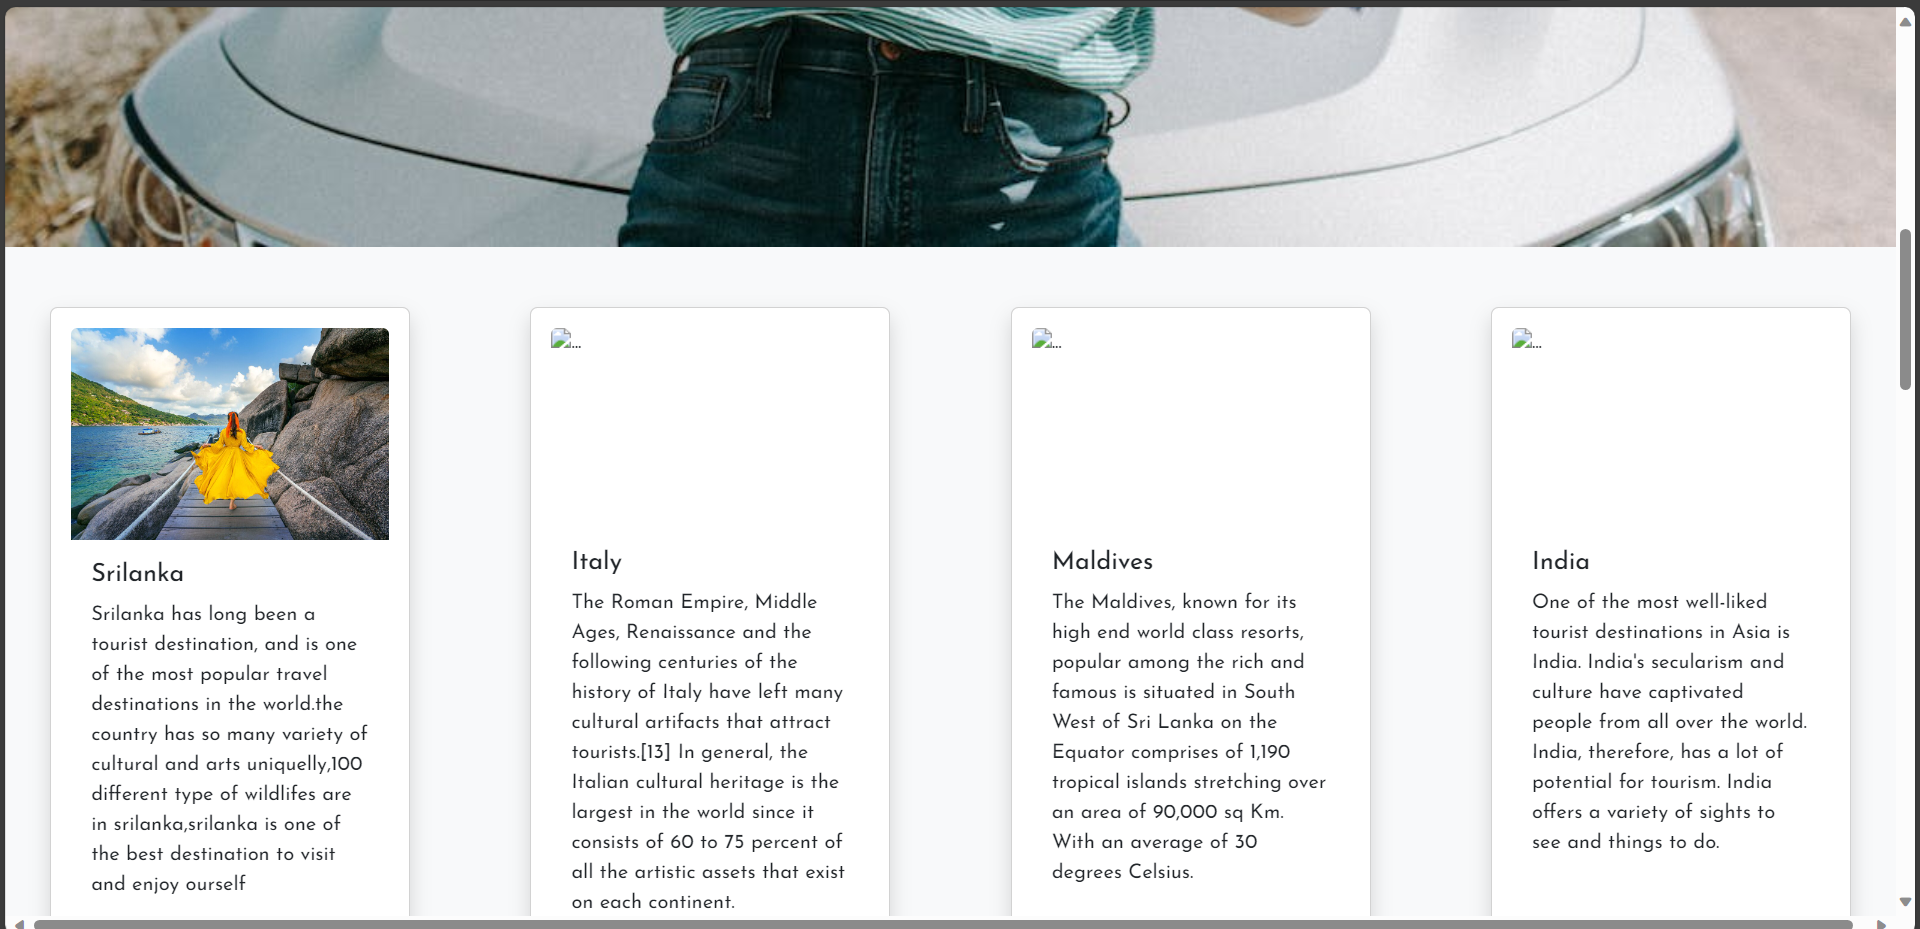 Srilanka
Srilanka has long been a
tourist destination, and is one
of the most popular travel
destinations in the world.the
country has so many variety of
cultural and arts uniquelly,100
different type of wildlifes are
in srilanka,srilanka is one of
the best destination to visit
and enjoy ourself
...
Italy
The Roman Empire, Middle
Ages, Renaissance and the
following centuries of the
history of Italy have left many
cultural artifacts that attract
tourists.[13] In general, the
Italian cultural heritage is the
largest in the world since it
consists of 60 to 75 percent of
all the artistic assets that exist
on each continent.
...
Maldives
The Maldives, known for its
high end world class resorts,
popular among the rich and
famous is situated in South
West of Sri Lanka on the
Equator comprises of 1,190
tropical islands stretching over
an area of 90,000 sq Km.
With an average of 30
degrees Celsius.
...
India
One of the most well-liked
tourist destinations in Asia is
India. India's secularism and
culture have captivated
people from all over the world.
India, therefore, has a lot of
potential for tourism. India
offers a variety of sights to
see and things to do.